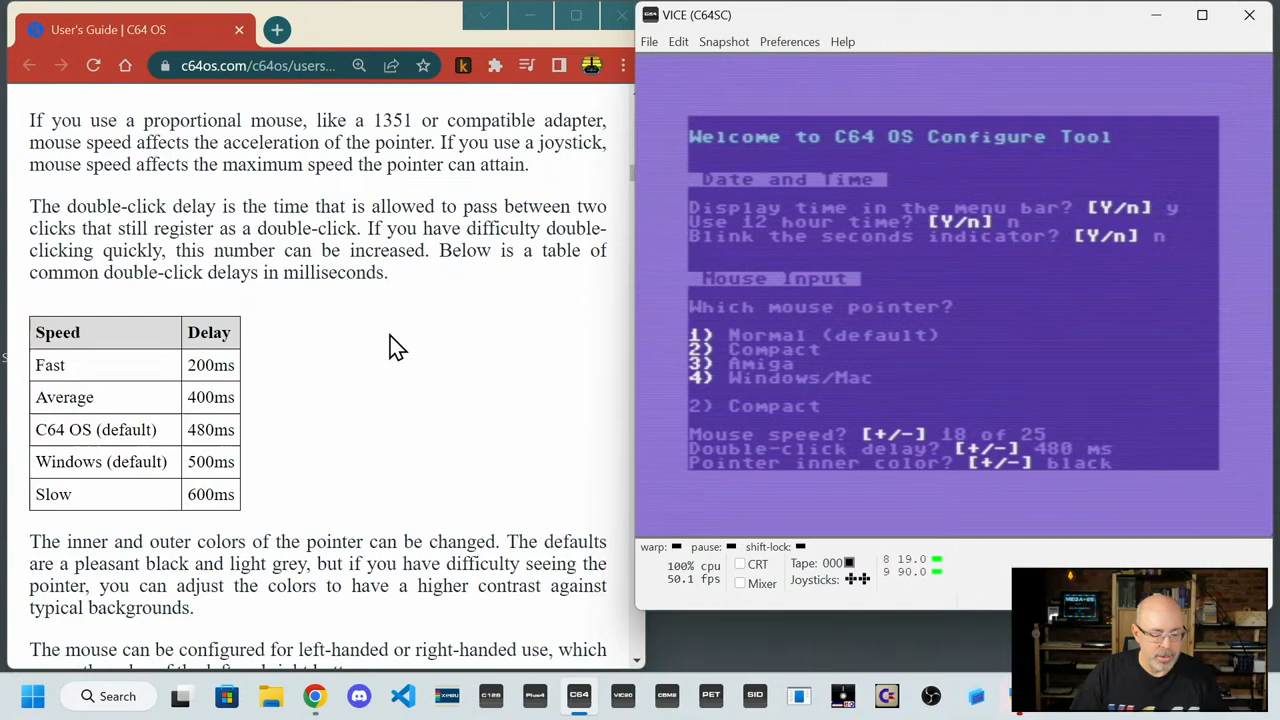 User's Guide | C64 OS
c64os.com/c64os/users...
If you use a proportional mouse, like a 1351 or compatible adapter,
mouse speed affects the acceleration of the pointer. If you use a joystick,
mouse speed affects the maximum speed the pointer can attain.
The double-click delay is the time that is allowed to pass between two
clicks that still register as a double-click. If you have difficulty double-
clicking quickly, this number can be increased. Below is a table of
common double-click delays in milliseconds.
Speed Delay
Fast 200ms
Average 400ms
C64 OS (default) 480ms
Windows (default) 500ms
Slow 600ms
The inner and outer colors of the pointer can be changed. The defaults
are a pleasant black and light grey, but if you have difficulty seeing the
pointer, you can adjust the colors to have a higher contrast against
typical backgrounds.
The mouse can be configured for left-handed or right-handed use, which
VICE (C64SC)
File Edit Snapshot Preferences Help
Welcome to C64 OS Configure Tool
Date and Time
Display time in the menu bar? [Y/n] y
Use 12 hour time? [Y/n] n
Blink the seconds indicator? [Y/n] n
Mouse Input
Which mouse pointer?
1) Normal (default)
2) Compact
3) Amiga
4) Windows/Mac
2) Compact
Mouse speed? [+/-] 18 of 25
Double-click delay? [+/-] 480 ms
Pointer inner color? [+/-] black
warp: pause: shift-lock:
100% cpu
50.1 fps
CRT
Mixer
Tape: 000
Joysticks:
8 19.0
9 90.0
MEGA-65
Search
C128
Plus4
C64
VIC20
CBM2
PET
SID